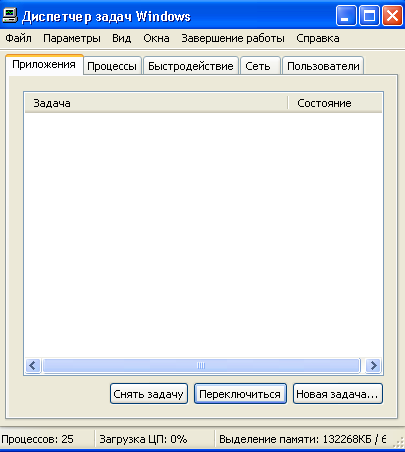 Диспетчер задач Windows
Файл Параметры Вид Окна Завершение работы Справка
Приложения Процессы Быстродействие Сеть Пользователи
Задача Состояние
Снять задачу Переключиться Новая задача...
Процессов: 25 Загрузка ЦП: 0% Выделение памяти: 132268КБ / 6